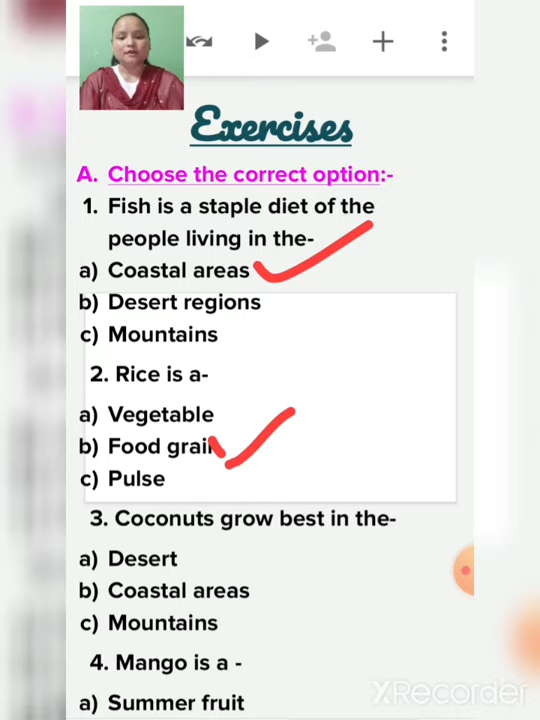 Exercises
A. Choose the correct option:-
1. Fish is a staple diet of the
people living in the-
a) Coastal areas
b) Desert regions
c) Mountains
2. Rice is a-
a) Vegetable
b) Food grain
c) Pulse
3. Coconuts grow best in the-
a) Desert
b) Coastal areas
c) Mountains
4. Mango is a -
a) Summer fruit
XRecorder